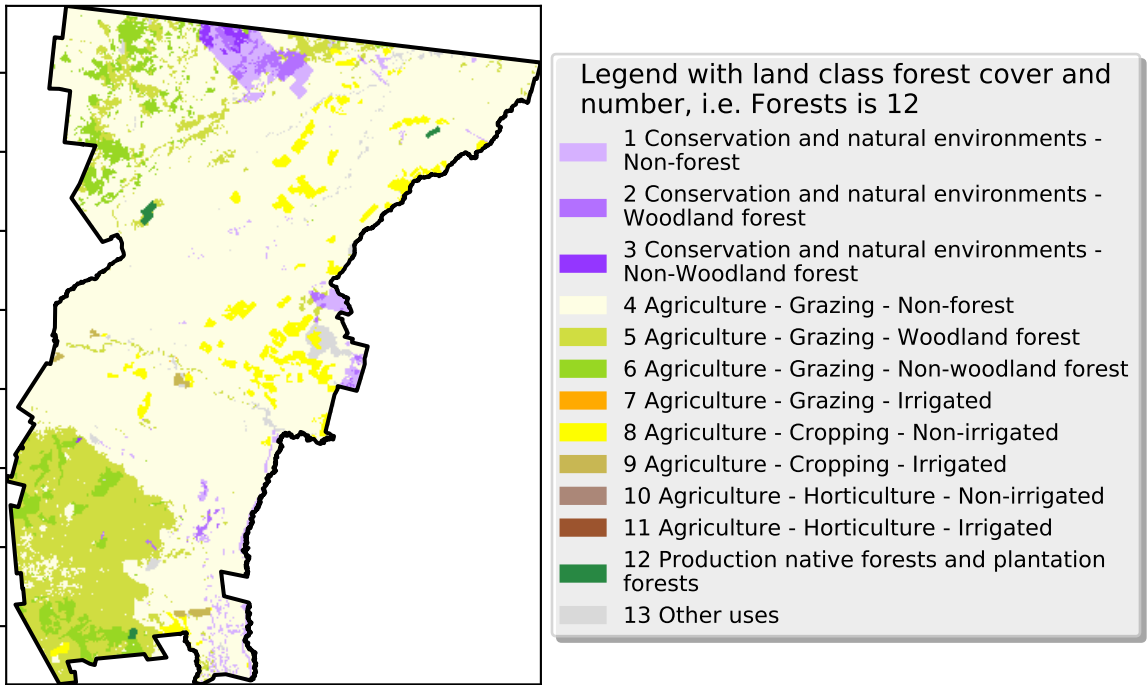 Legend with land class forest cover and
number, i.e. Forests is 12
1 Conservation and natural environments -
Non-forest
2 Conservation and natural environments -
Woodland forest
3 Conservation and natural environments -
Non-Woodland forest
4 Agriculture - Grazing - Non-forest
5 Agriculture - Grazing - Woodland forest
6 Agriculture - Grazing - Non-woodland forest
7 Agriculture - Grazing - Irrigated
8 Agriculture - Cropping - Non-irrigated
9 Agriculture - Cropping - Irrigated
10 Agriculture - Horticulture - Non-irrigated
11 Agriculture - Horticulture - Irrigated
12 Production native forests and plantation
forests
13 Other uses